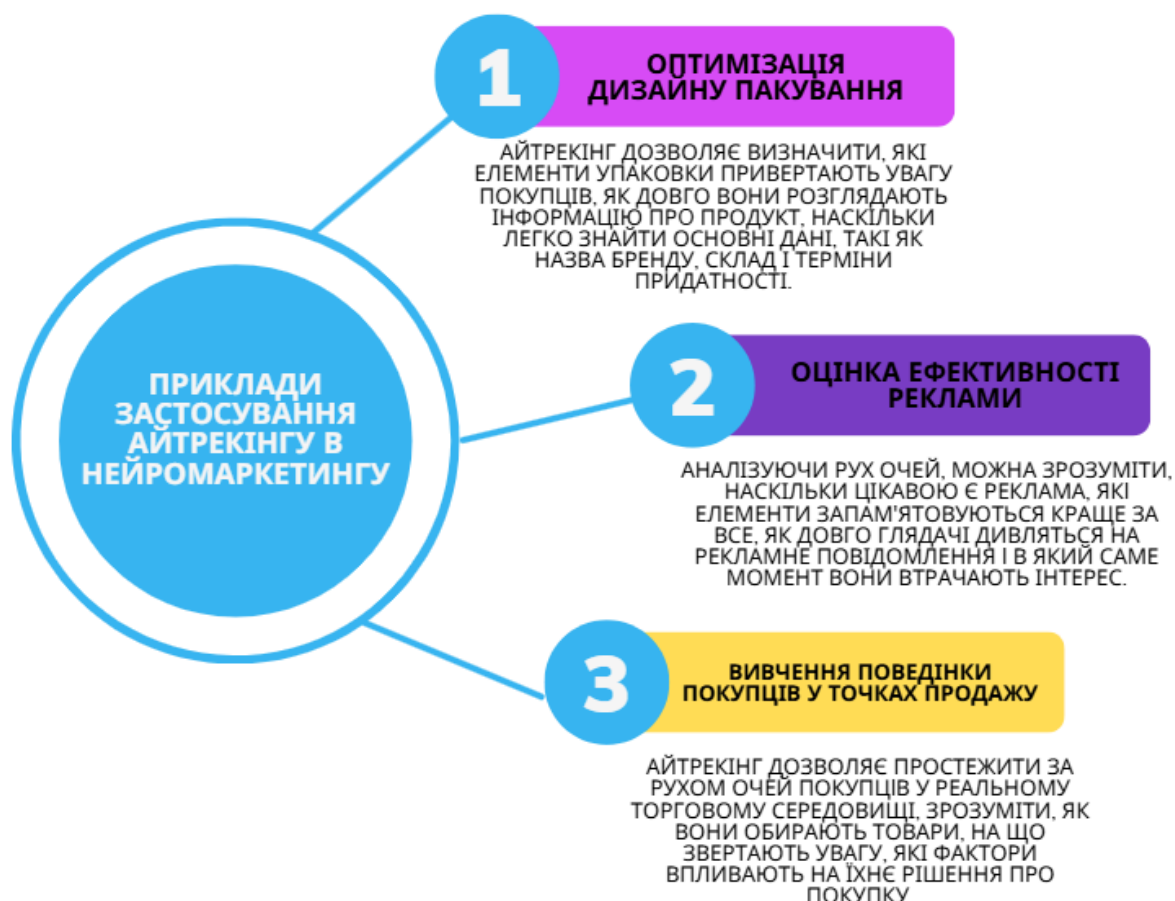 1
ОПТИМІЗАЦІЯ
ДИЗАЙНУ ПАКУВАННЯ
АЙТРЕКІНГ ДОЗВОЛЯЄ ВИЗНАЧИТИ, ЯКІ
ЕЛЕМЕНТИ УПАКОВКИ ПРИВЕРТАЮТЬ УВАГУ
ПОКУПЦІВ, ЯК ДОВГО ВОНИ РОЗГЛЯДАЮТЬ
ІНФОРМАЦІЮ ПРО ПРОДУКТ, НАСКІЛЬКИ
ЛЕГКО ЗНАЙТИ ОСНОВНІ ДАНІ, ТАКІ ЯК
НАЗВА БРЕНДУ, СКЛАД І ТЕРМІНИ
ПРИДАТНОСТІ.
ПРИКЛАДИ
ЗАСТОСУВАННЯ
АЙТРЕКІНГУ В
НЕЙРОМАРКЕТИНГУ
2
ОЦІНКА ЕФЕКТИВНОСТІ
РЕКЛАМИ
АНАЛІЗУЮЧИ РУХ ОЧЕЙ, МОЖНА ЗРОЗУМІТИ,
НАСКІЛЬКИ ЦІКАВОЮ Є РЕКЛАМА, ЯКІ
ЕЛЕМЕНТИ ЗАПАМ'ЯТОВУЮТЬСЯ КРАЩЕ ЗА
ВСЕ, ЯК ДОВГО ГЛЯДАЧІ ДИВЛЯТЬСЯ НА
РЕКЛАМНЕ ПОВІДОМЛЕННЯ І В ЯКИЙ САМЕ
МОМЕНТ ВОНИ ВТРАЧАЮТЬ ІНТЕРЕС.
3
ВИВЧЕННЯ ПОВЕДІНКИ
ПОКУПЦІВ У ТОЧКАХ ПРОДАЖУ
АЙТРЕКІНГ ДОЗВОЛЯЄ ПРОСТЕЖИТИ ЗА
РУХОМ ОЧЕЙ ПОКУПЦІВ У РЕАЛЬНОМУ
ТОРГОВОМУ СЕРЕДОВИЩІ, ЗРОЗУМІТИ, ЯК
ВОНИ ОБИРАЮТЬ ТОВАРИ, НА ЩО
ЗВЕРТАЮТЬ УВАГУ, ЯКІ ФАКТОРИ
ВПЛИВАЮТЬ НА ЇХНЄ РІШЕННЯ ПРО
ПОКУПКУ